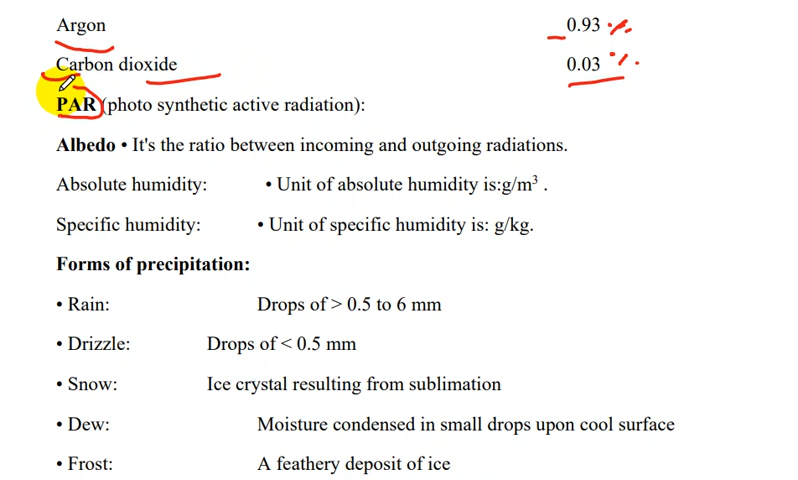 Argon 0.93 %
Carbon dioxide 0.03 %.
PAR (photo synthetic active radiation):
Albedo • It's the ratio between incoming and outgoing radiations.
Absolute humidity: • Unit of absolute humidity is:g/m³ .
Specific humidity: • Unit of specific humidity is: g/kg.
Forms of precipitation:
• Rain: Drops of > 0.5 to 6 mm
• Drizzle: Drops of < 0.5 mm
• Snow: Ice crystal resulting from sublimation
• Dew: Moisture condensed in small drops upon cool surface
• Frost: A feathery deposit of ice